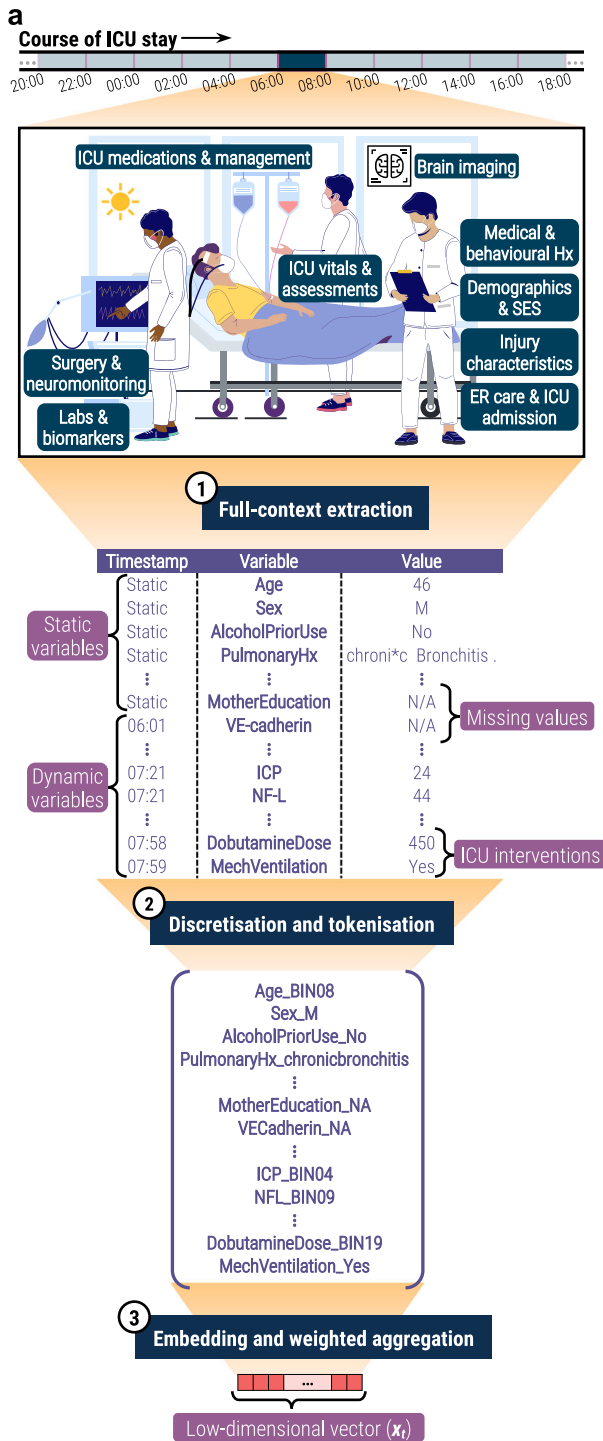 a
Course of ICU stay
20:00 22:00 00:00 02:00 04:00 06:00 08:00 10:00 12:00 14:00 16:00 18:00
ICU medications & management
Brain imaging
Medical &
behavioural Hx
ICU vitals &
assessments
Demographics
& SES
Injury
characteristics
Surgery &
neuromonitoring
ER care & ICU
admission
Labs &
biomarkers
1 Full-context extraction
Timestamp Variable Value
Static Age 46
Static Sex M
Static AlcoholPriorUse No
Static PulmonaryHx chroni*c Bronchitis .
Static MotherEducation N/A
06:01 VE-cadherin N/A
07:21 ICP 24
07:21 NF-L 44
07:58 DobutamineDose 450
07:59 MechVentilation Yes
Static
variables
Missing values
Dynamic
variables
ICU interventions
2 Discretisation and tokenisation
Age_BIN08
Sex_M
AlcoholPriorUse_No
PulmonaryHx_chronicbronchitis
MotherEducation_NA
VECadherin_NA
ICP_BIN04
NFL_BIN09
DobutamineDose_BIN19
MechVentilation_Yes
3 Embedding and weighted aggregation
...
Low-dimensional vector (xₜ)